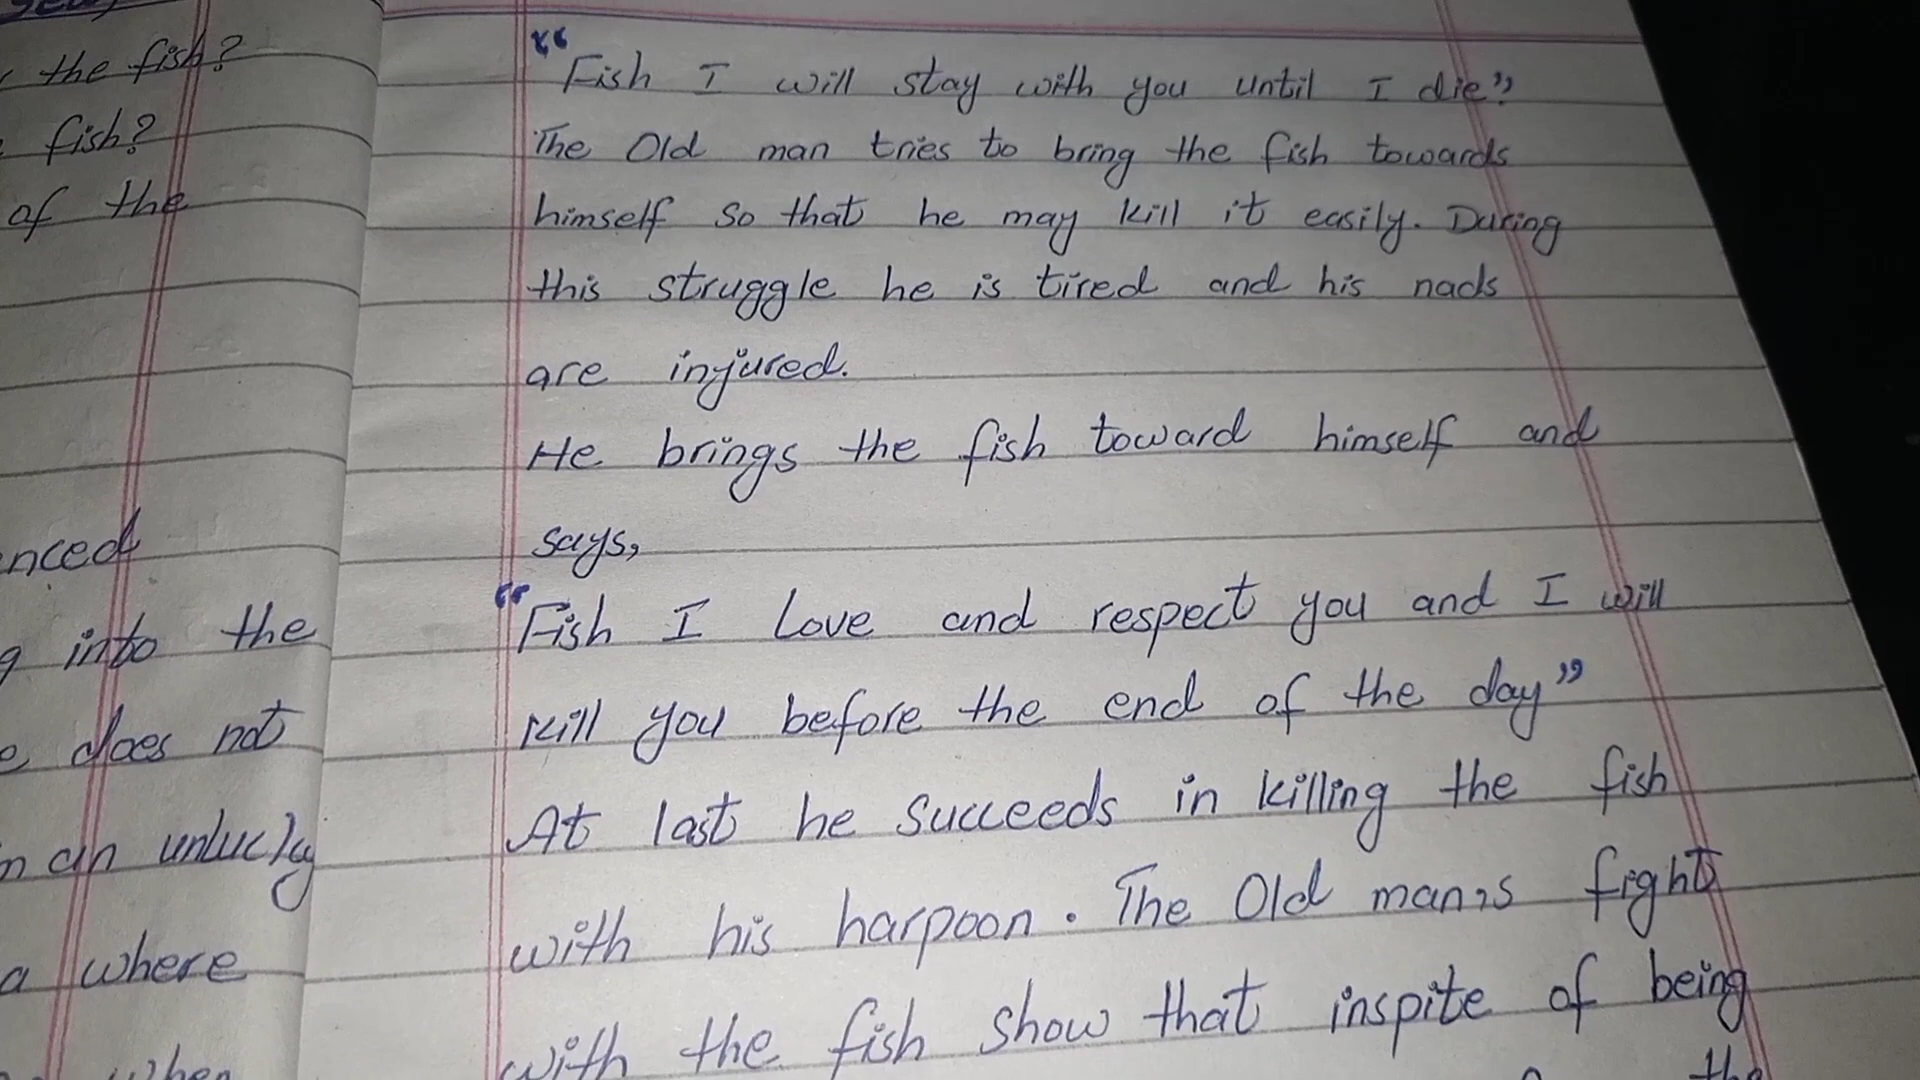 the fish?
fish?
of the
nced
g into the
does not
an unlucly
a where
when
“Fish I will stay with you until I die”
The Old man tries to bring the fish towards
himself so that he may kill it easily. During
this struggle he is tired and his nads
are injured.
He brings the fish toward himself and
says,
“Fish I Love and respect you and I will
kill you before the end of the day”
At last he succeeds in killing the fish
with his harpoon. The Old man's fight
with the fish show that inspite of being
the